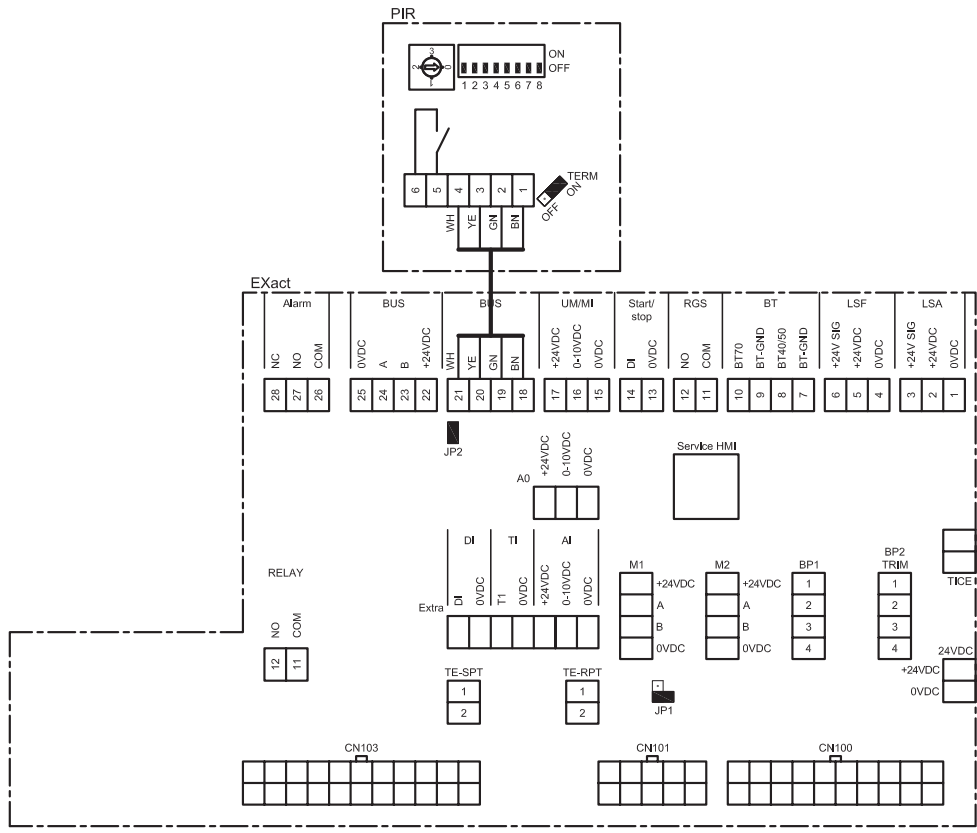 PIR
3
2 0
1
ON
OFF
1 2 3 4 5 6 7 8
6 5 4 3 2 1
TERM
ON
OFF
WH YE GN BN
EXact
Alarm BUS BUS UM/MI Start/ RGS BT LSF LSA
stop
NC NO COM 0VDC A B +24VDC WH YE GN BN +24VDC 0-10VDC 0VDC DI 0VDC NO COM BT70 BT-GND BT40/50 BT-GND +24V SIG +24VDC 0VDC +24V SIG +24VDC 0VDC
28 27 26 25 24 23 22 21 20 19 18 17 16 15 14 13 12 11 10 9 8 7 6 5 4 3 2 1
JP2
A0 +24VDC 0-10VDC 0VDC
Service HMI
DI TI AI
Extra DI 0VDC T1 0VDC +24VDC 0-10VDC 0VDC
RELAY
NO COM
12 11
M1
+24VDC
A
B
0VDC
M2
+24VDC
A
B
0VDC
BP1
1
2
3
4
BP2
TRIM
1
2
3
4
TICE
24VDC
+24VDC
0VDC
TE-SPT
1
2
TE-RPT
1
2
JP1
CN103 CN101 CN100